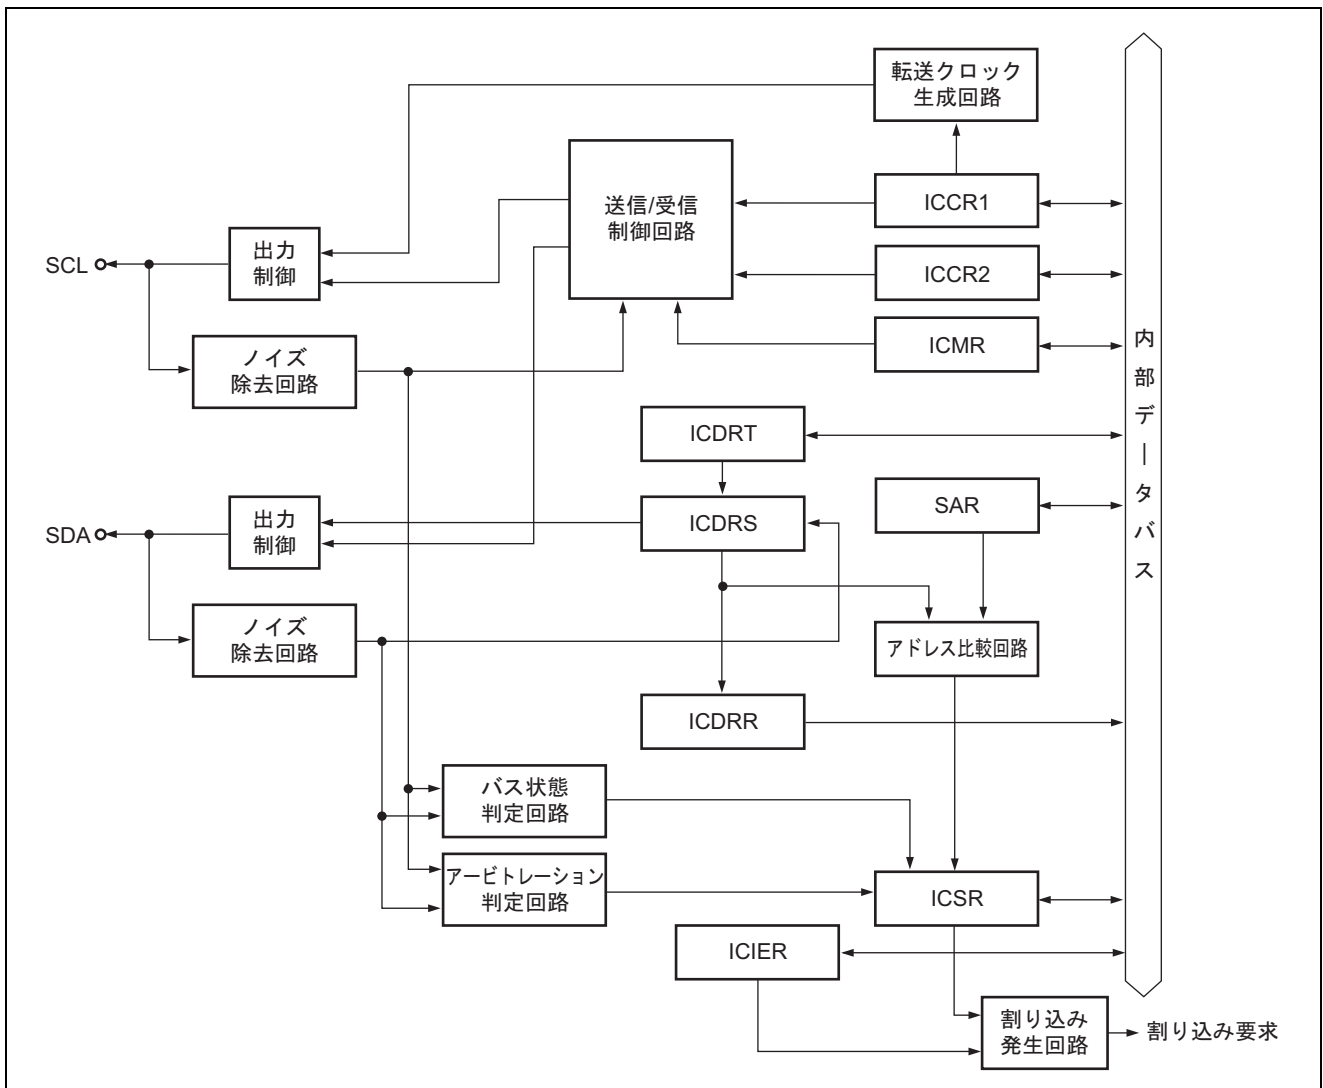 転送クロック
生成回路
送信/受信
制御回路
ICCR1
出力
制御
SCL
ICCR2
ICMR
ノイズ
除去回路
内部データバス
ICDRT
SAR
ICDRS
出力
制御
SDA
ノイズ
除去回路
アドレス比較回路
ICDRR
バス状態
判定回路
アービトレーション
判定回路
ICSR
ICIER
割り込み
発生回路
割り込み要求